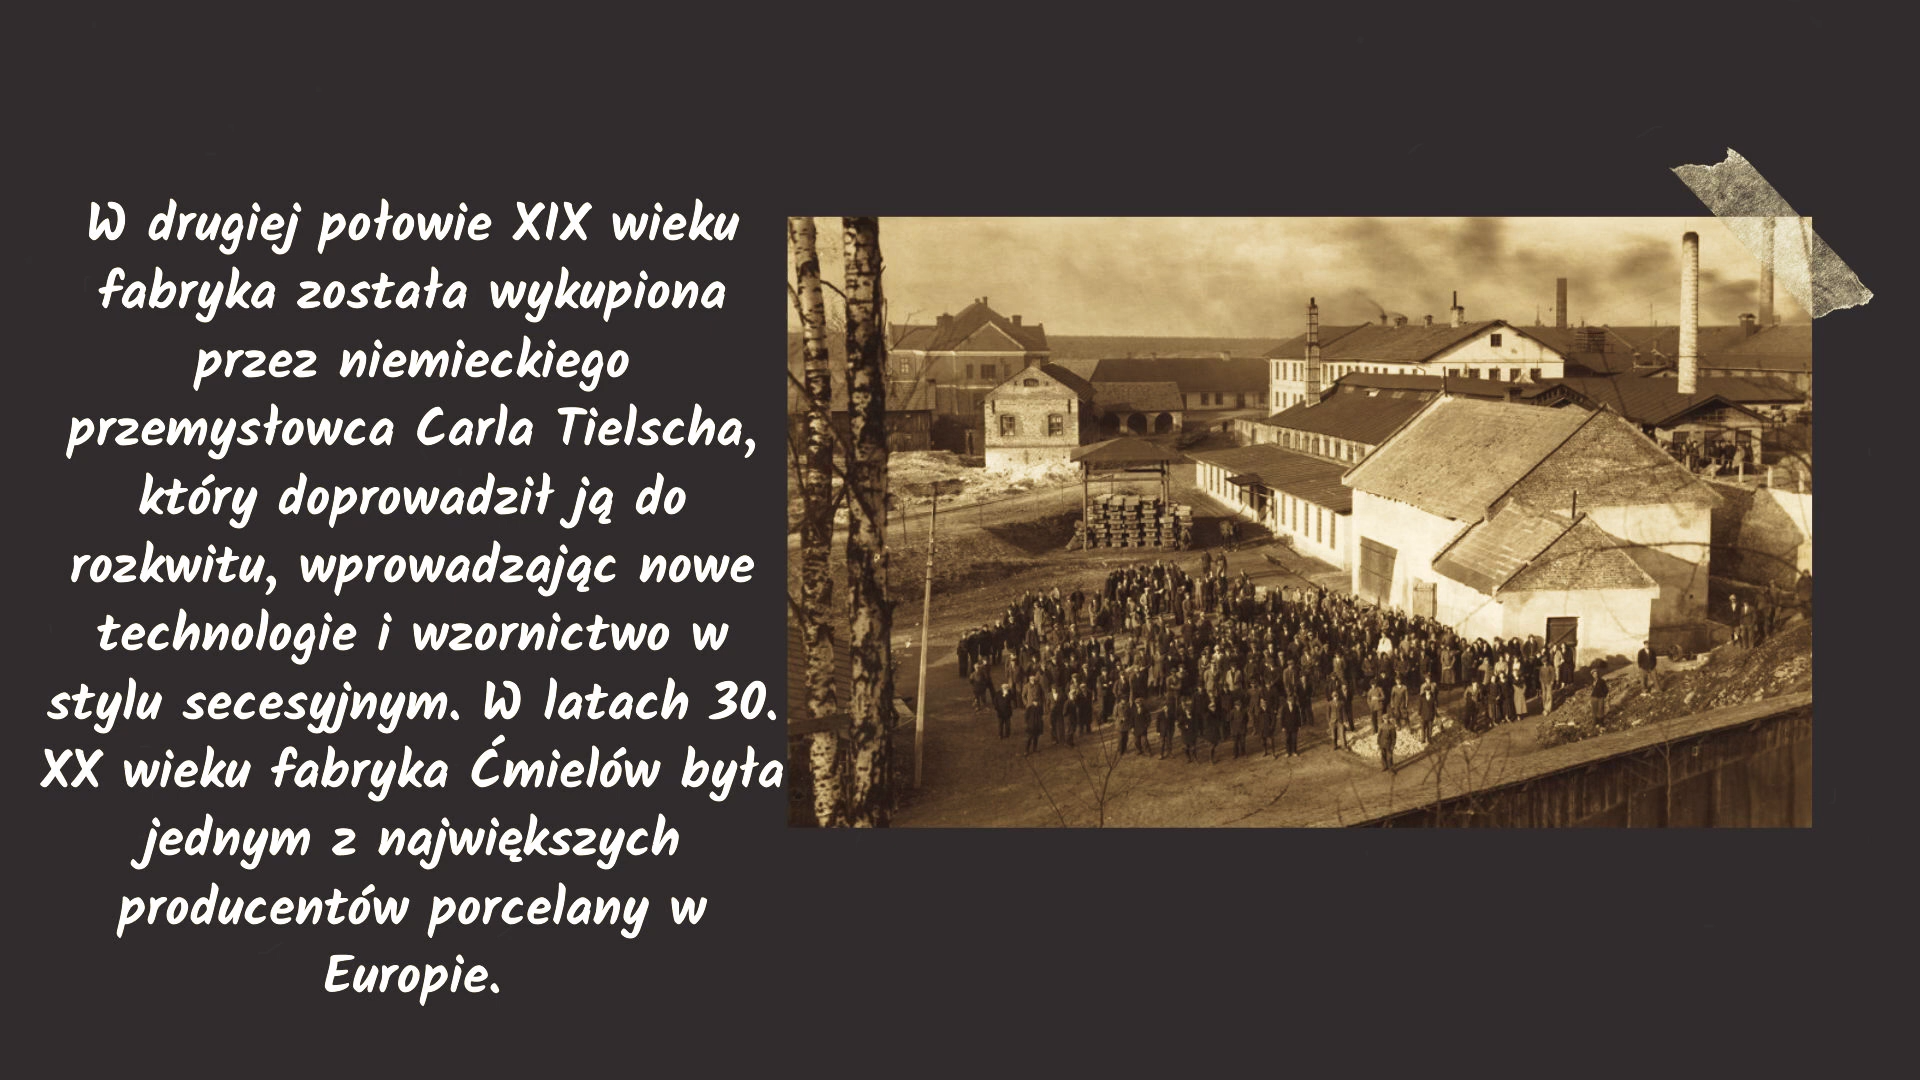 W drugiej połowie XIX wieku
fabryka została wykupiona
przez niemieckiego
przemysłowca Carla Tielscha,
który doprowadził ją do
rozkwitu, wprowadzając nowe
technologie i wzornictwo w
stylu secesyjnym. W latach 30.
XX wieku fabryka Ćmielów była
jednym z największych
producentów porcelany w
Europie.